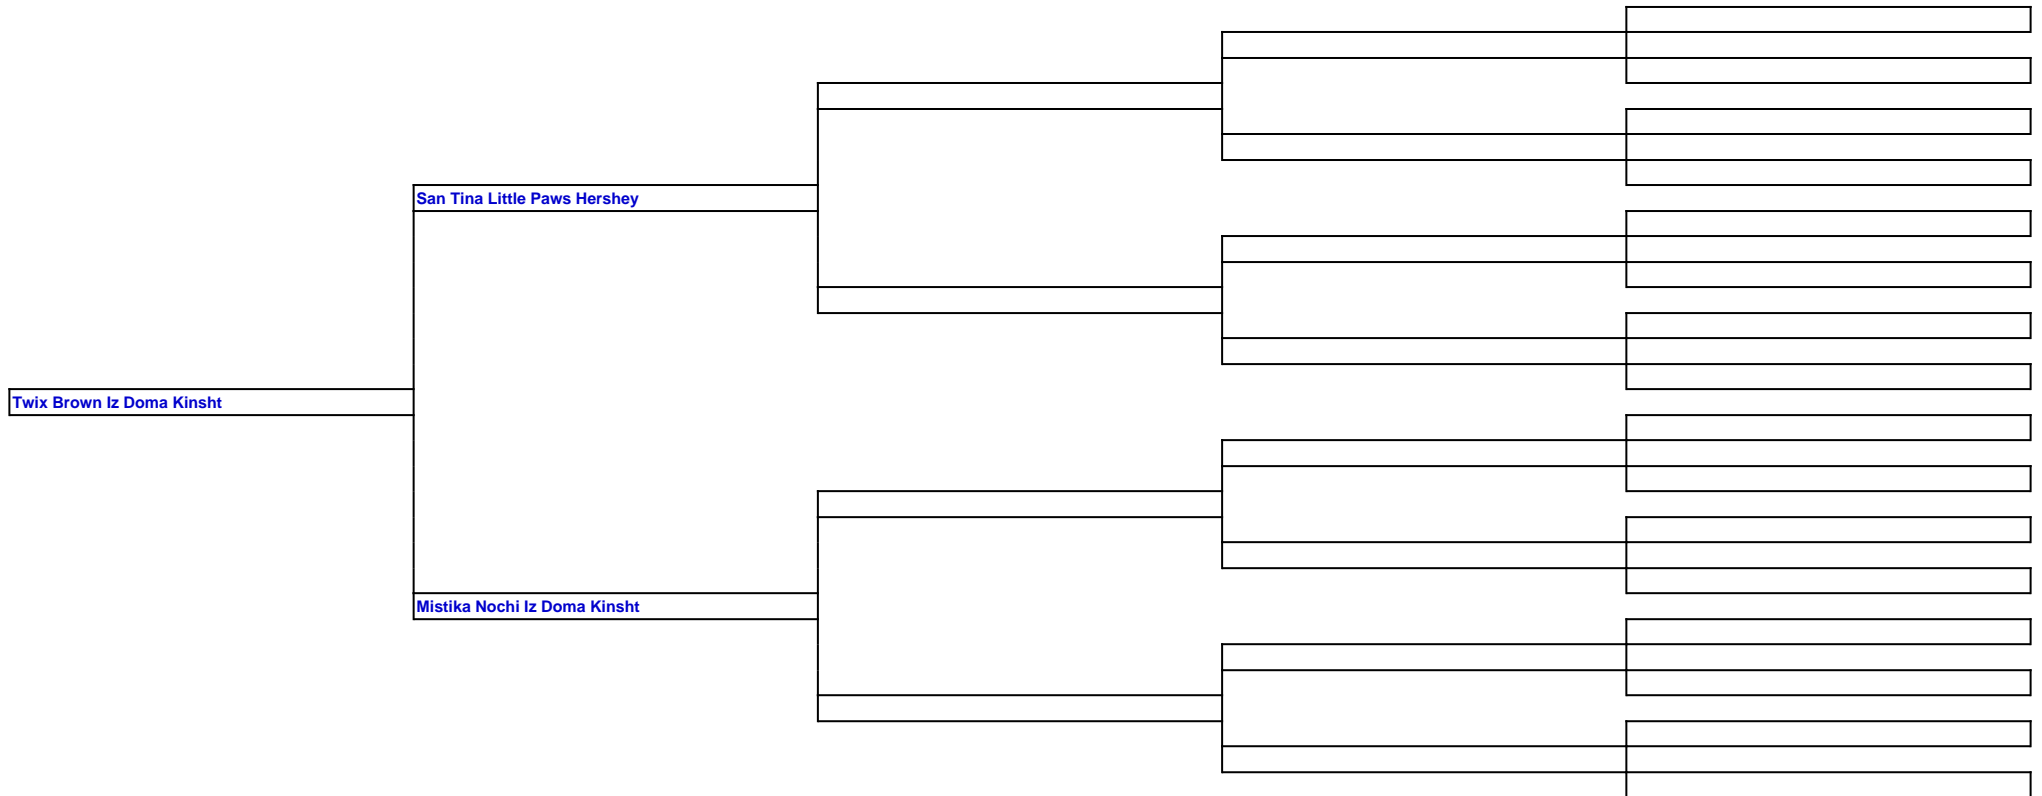 San Tina Little Paws Hershey
Twix Brown Iz Doma Kinsht
Mistika Nochi Iz Doma Kinsht